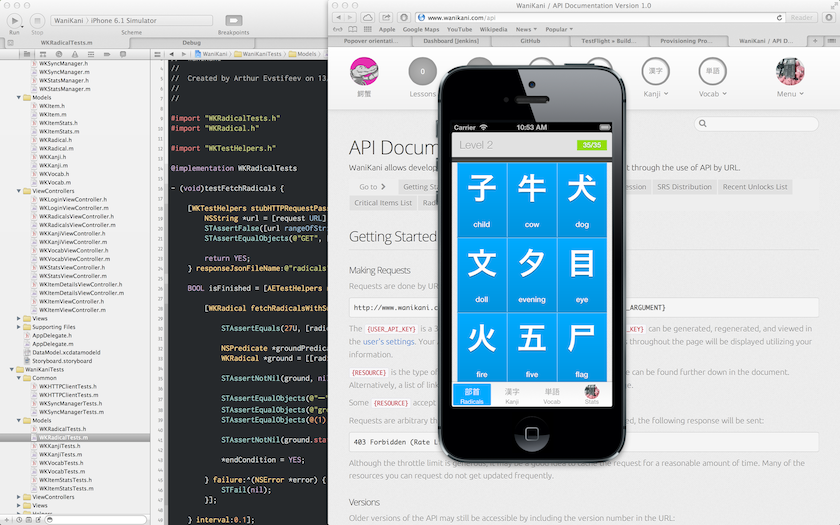 WaniKani
iPhone 6.1 Simulator
Run
Stop
Scheme
Breakpoints
WKRadicalTests.m
Debug
WKSyncManager.h
WKSyncManager.m
WKStatsManager.h
WKStatsManager.m
Models
WKItem.h
WKItem.m
WKItemStats.h
WKItemStats.m
WKRadical.h
WKRadical.m
WKKanji.h
WKKanji.m
WKVocab.h
WKVocab.m
ViewControllers
WKLoginViewController.h
WKLoginViewController.m
WKRadicalsViewController.h
WKRadicalsViewController.m
WKKanjiViewController.h
WKKanjiViewController.m
WKVocabViewController.h
WKVocabViewController.m
WKStatsViewController.h
WKStatsViewController.m
WKItemDetailsViewController.h
WKItemDetailsViewController.m
WKItemViewController.h
WKItemViewController.m
Views
Supporting Files
AppDelegate.h
AppDelegate.m
DataModel.xcdatamodeld
Storyboard.storyboard
WaniKaniTests
Common
WKHTTPClientTests.h
WKHTTPClientTests.m
WKSyncManagerTests.h
WKSyncManagerTests.m
Models
WKRadicalTests.h
WKRadicalTests.m
WKKanjiTests.h
WKKanjiTests.m
WKVocabTests.h
WKVocabTests.m
WKItemStatsTests.h
WKItemStatsTests.m
ViewControllers
Views
WaniKani
WaniKaniTests
Models
//
// Created by Arthur Evstifeev on 13
//
//
#import "WKRadicalTests.h"
#import "WKRadical.h"
#import "WKTestHelpers.h"
@implementation WKRadicalTests
- (void)testFetchRadicals {
[WKTestHelpers stubHTTPRequestPass
NSString *url = [request URL]
STAssertFalse([url rangeOfStr
STAssertEqualObjects(@"GET",
return YES;
} responseJsonFileName:@"radicals
BOOL isFinished = [AETestHelpers
[WKRadical fetchRadicalsWithS
STAssertEquals(27U, [radi
NSPredicate *groundPredic
WKRadical *ground = [[rad
STAssertNotNil(ground, nil
STAssertEqualObjects(@"一"
STAssertEqualObjects(@"gr
STAssertEqualObjects(@(1)
STAssertNotNil(ground.sta
*endCondition = YES;
} failure:^(NSError *error) {
STFail(nil);
}];
} interval:0.1];
WaniKani / API Documentation Version 1.0
www.wanikani.com/api
Reader
Apple
Google Maps
YouTube
Wikipedia
News
Popular
Popover orientati...
Dashboard [Jenkins]
GitHub
TestFlight » Build...
Provisioning Pro...
WaniKani / API D...
鰐蟹
0
Lessons
漢字
Kanji
単語
Vocab
Menu
API Docum
WaniKani allows develop
t through the use of API by URL.
Go to
Getting Sta
ession
SRS Distribution
Recent Unlocks List
Critical Items List
Rad
Getting Started
Making Requests
Requests are done by UR
http://www.wanikani.
_ARGUMENT}
The {USER_API_KEY} is a 3
_KEY} can be generated, regenerated, and viewed in
the user's settings. Your
throughout the page will be displayed utilizing your
information.
{RESOURCE} is the type of
can be found further down in the document.
Alternatively, a list of lin
Some {RESOURCE} accept
Requests are arbitrary th
d, the following response will be sent:
403 Forbidden (Rate L
Although the throttle limit is generous, it may be a good idea to cache the request for a reasonable amount of time. Many of the
resources you can request do not get updated frequently.
Versions
Older versions of the API may still be accessible by including the version number in the URL:
Carrier
10:53 AM
Level 2
35/35
子
牛
犬
child
cow
dog
文
夕
目
doll
evening
eye
火
五
尸
fire
five
flag
部首
漢字
単語
Radicals
Kanji
Vocab
Stats